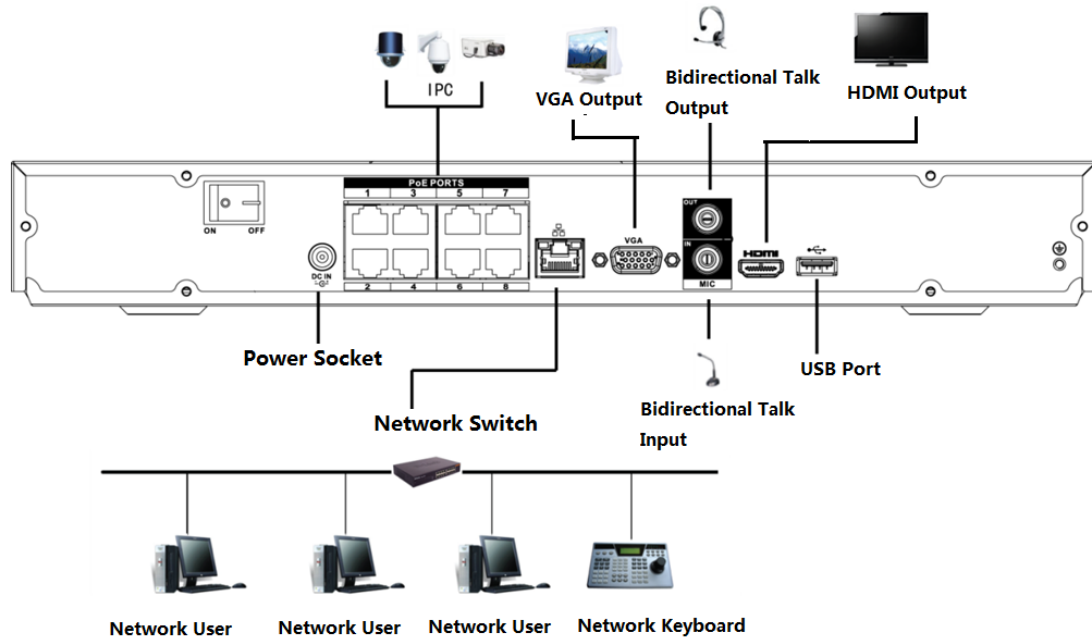 IPC
VGA Output
Bidirectional Talk
Output
HDMI Output
PoE PORTS
1 3 5 7
ON OFF
DC IN
2 4 6 8
VGA
OUT
IN
MIC
HDMI
Power Socket
Network Switch
Bidirectional Talk
Input
USB Port
Network User
Network User
Network User
Network Keyboard